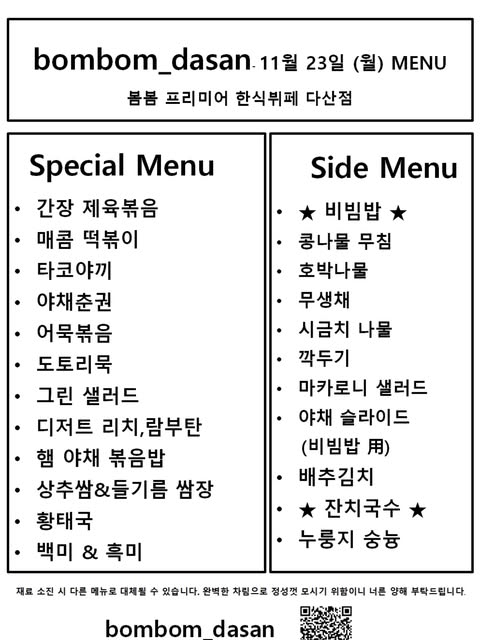 bombom_dasan- 11월 23일 (월) MENU
봄봄 프리미어 한식뷔페 다산점
Special Menu
• 간장 제육볶음
• 매콤 떡볶이
• 타코야끼
• 야채춘권
• 어묵볶음
• 도토리묵
• 그린 샐러드
• 디저트 리치,람부탄
• 햄 야채 볶음밥
• 상추쌈&들기름 쌈장
• 황태국
• 백미 & 흑미
Side Menu
• ★ 비빔밥 ★
• 콩나물 무침
• 호박나물
• 무생채
• 시금치 나물
• 깍두기
• 마카로니 샐러드
• 야채 슬라이드
(비빔밥 用)
• 배추김치
• ★ 잔치국수 ★
• 누룽지 숭늉
재료 소진 시 다른 메뉴로 대체될 수 있습니다. 완벽한 차림으로 정성껏 모시기 위함이니 너른 양해 부탁드립니다.
bombom_dasan